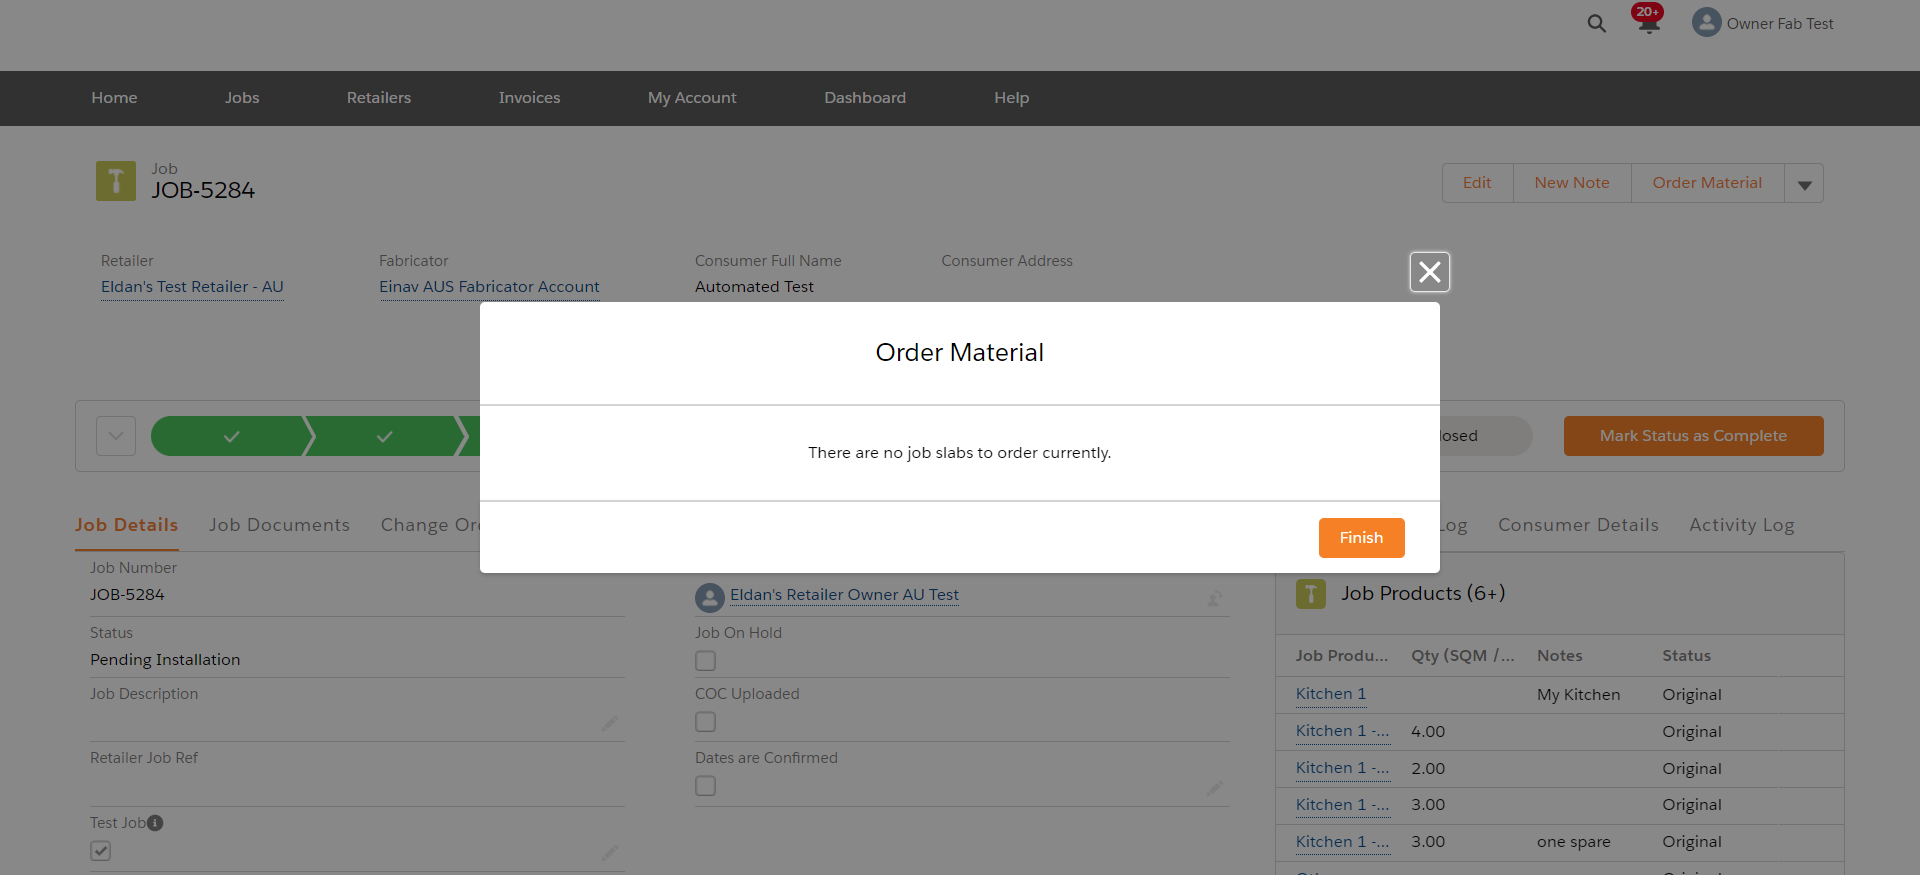 20+
Owner Fab Test
Home Jobs Retailers Invoices My Account Dashboard Help
Job
JOB-5284
Edit New Note Order Material
Retailer Fabricator Consumer Full Name Consumer Address
Eldan's Test Retailer - AU Einav AUS Fabricator Account Automated Test
Order Material
There are no job slabs to order currently.
Finish
Mark Status as Complete
Job Details Job Documents Change Log Consumer Details Activity Log
Job Number
JOB-5284
Eldan's Retailer Owner AU Test
Status
Pending Installation
Job On Hold
Job Description
COC Uploaded
Retailer Job Ref
Dates are Confirmed
Test Job
Job Products (6+)
Job Produ... Qty (SQM /... Notes Status
Kitchen 1 My Kitchen Original
Kitchen 1 -... 4.00 Original
Kitchen 1 -... 2.00 Original
Kitchen 1 -... 3.00 Original
Kitchen 1 -... 3.00 one spare Original